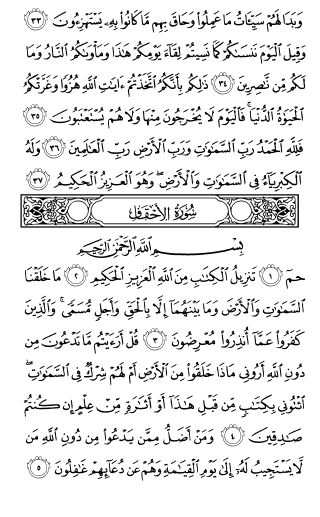 وَبَدَا لَهُمْ سَيِّـَٔاتُ مَا عَمِلُوا۟ وَحَاقَ بِهِم مَّا كَانُوا۟ بِهِۦ يَسْتَهْزِءُونَ ٣٣
وَقِيلَ ٱلْيَوْمَ نَنسَىٰكُمْ كَمَا نَسِيتُمْ لِقَآءَ يَوْمِكُمْ هَٰذَا وَمَأْوَىٰكُمُ ٱلنَّارُ وَمَا
لَكُم مِّن نَّٰصِرِينَ ٣٤ ذَٰلِكُم بِأَنَّكُمُ ٱتَّخَذْتُمْ ءَايَٰتِ ٱللَّهِ هُزُوًا وَغَرَّتْكُمُ
ٱلْحَيَوٰةُ ٱلدُّنْيَا ۚ فَٱلْيَوْمَ لَا يُخْرَجُونَ مِنْهَا وَلَا هُمْ يُسْتَعْتَبُونَ ٣٥
فَلِلَّهِ ٱلْحَمْدُ رَبِّ ٱلسَّمَٰوَٰتِ وَرَبِّ ٱلْأَرْضِ رَبِّ ٱلْعَٰلَمِينَ ٣٦ وَلَهُ
ٱلْكِبْرِيَآءُ فِى ٱلسَّمَٰوَٰتِ وَٱلْأَرْضِ ۖ وَهُوَ ٱلْعَزِيزُ ٱلْحَكِيمُ ٣٧
سُورَةُ ٱلْأَحْقَافِ
بِسْمِ ٱللَّهِ ٱلرَّحْمَٰنِ ٱلرَّحِيمِ
حمٓ ١ تَنزِيلُ ٱلْكِتَٰبِ مِنَ ٱللَّهِ ٱلْعَزِيزِ ٱلْحَكِيمِ ٢ مَا خَلَقْنَا
ٱلسَّمَٰوَٰتِ وَٱلْأَرْضَ وَمَا بَيْنَهُمَآ إِلَّا بِٱلْحَقِّ وَأَجَلٍ مُّسَمًّى ۚ وَٱلَّذِينَ
كَفَرُوا۟ عَمَّآ أُنذِرُوا۟ مُعْرِضُونَ ٣ قُلْ أَرَءَيْتُم مَّا تَدْعُونَ مِن
دُونِ ٱللَّهِ أَرُونِى مَاذَا خَلَقُوا۟ مِنَ ٱلْأَرْضِ أَمْ لَهُمْ شِرْكٌ فِى ٱلسَّمَٰوَٰتِ ۖ
ٱئْتُونِى بِكِتَٰبٍ مِّن قَبْلِ هَٰذَآ أَوْ أَثَٰرَةٍ مِّنْ عِلْمٍ إِن كُنتُمْ
صَٰدِقِينَ ٤ وَمَنْ أَضَلُّ مِمَّن يَدْعُوا۟ مِن دُونِ ٱللَّهِ مَن
لَّا يَسْتَجِيبُ لَهُۥٓ إِلَىٰ يَوْمِ ٱلْقِيَٰمَةِ وَهُمْ عَن دُعَآئِهِمْ غَٰفِلُونَ ٥